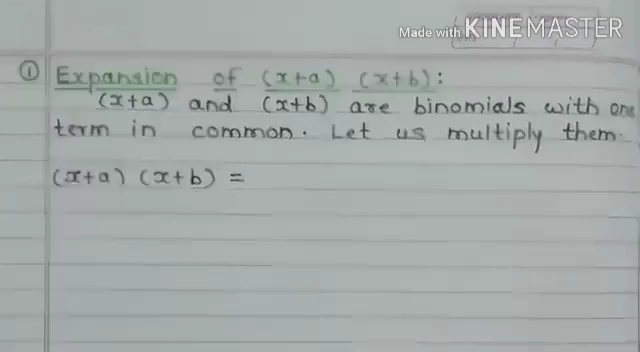 Made with KINEMASTER
① Expansion of (x+a) (x+b):
(x+a) and (x+b) are binomials with one
term in common. Let us multiply them.
(x+a) (x+b) =